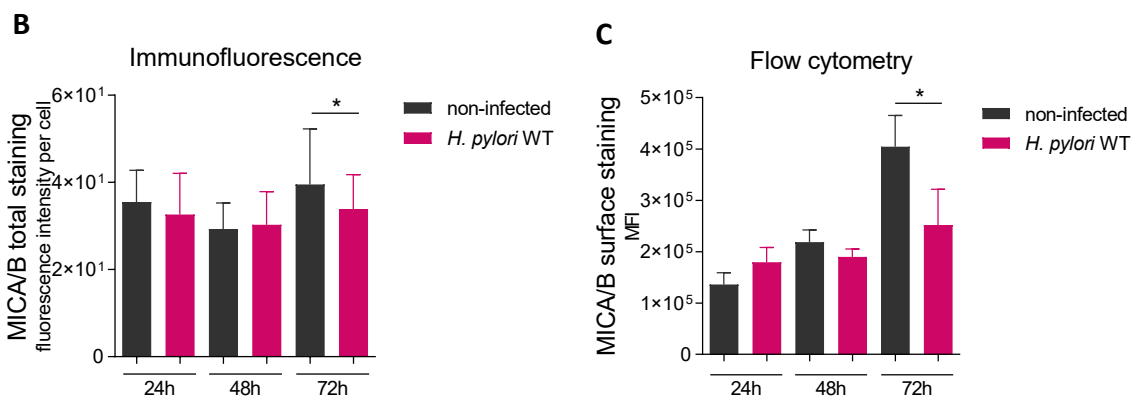 B
Immunofluorescence
MICA/B total staining
fluorescence intensity per cell
6×10¹
4×10¹
2×10¹
0
*
24h
48h
72h
non-infected
H. pylori WT
C
Flow cytometry
MICA/B surface staining
MFI
5×10⁵
4×10⁵
3×10⁵
2×10⁵
1×10⁵
0
*
24h
48h
72h
non-infected
H. pylori WT